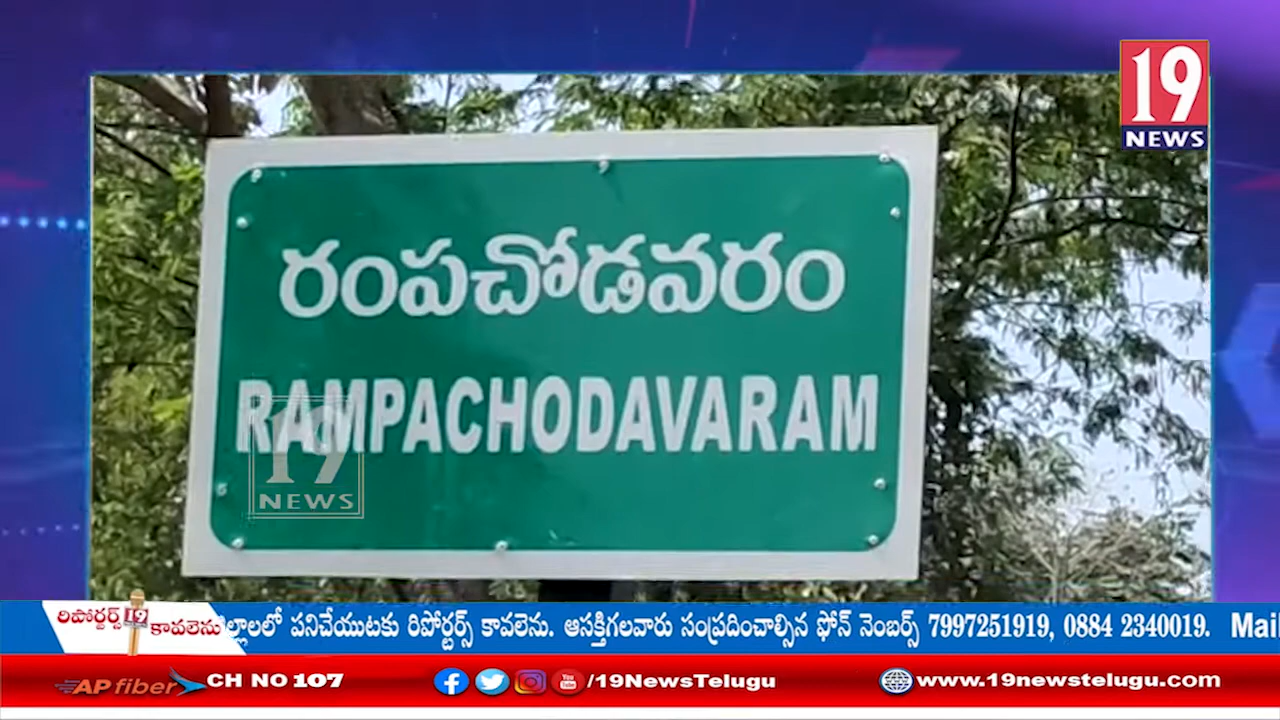 19
NEWS
రంపచోడవరం
RAMPACHODAVARAM
19
NEWS
రిపోర్టర్స్ 19
కావలెను
ల్లాలలో పనిచేయుటకు రిపోర్టర్స్ కావలెను. ఆసక్తిగలవారు సంప్రదించాల్సిన ఫోన్ నెంబర్స్ 7997251919, 0884 2340019. Mail
AP fiber CH NO 107
/19NewsTelugu
www.19newstelugu.com